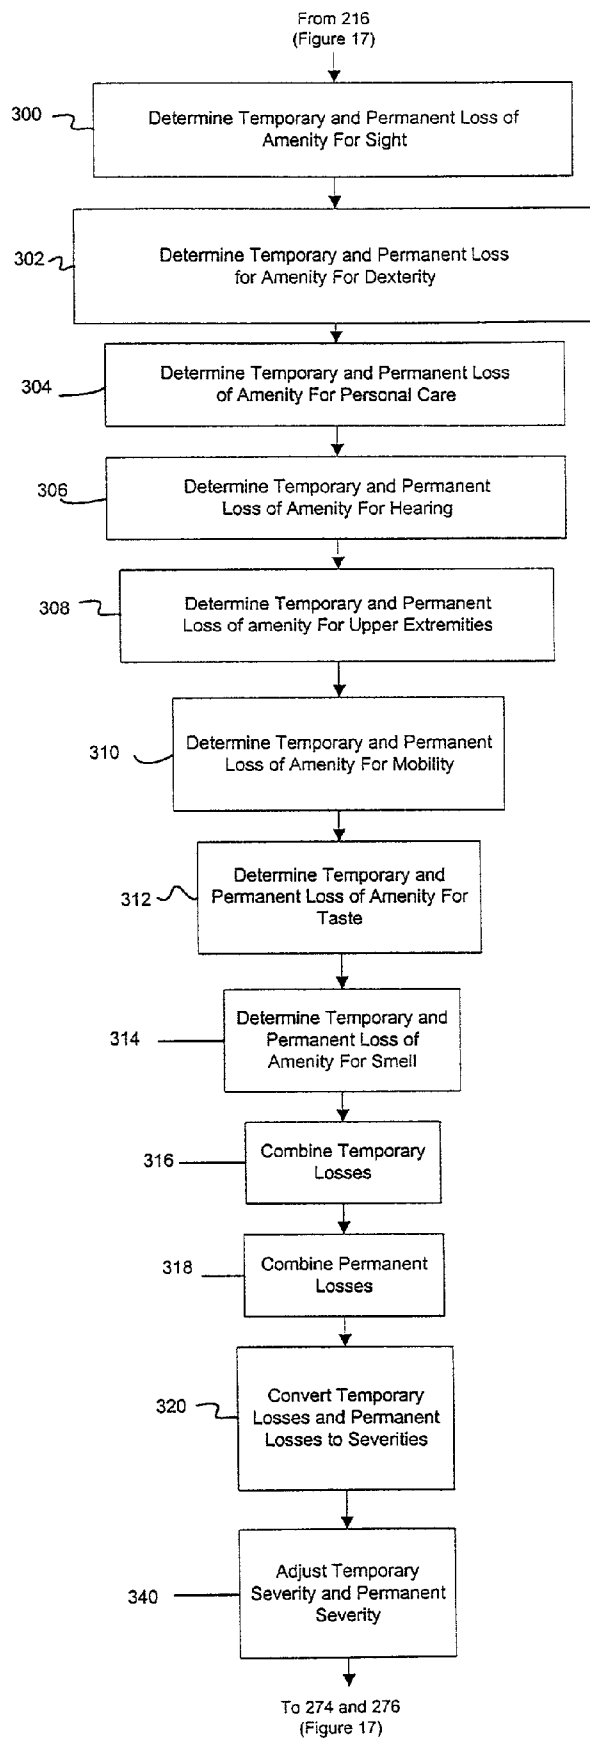 From 216
(Figure 17)
300
Determine Temporary and Permanent Loss of
Amenity For Sight
302
Determine Temporary and Permanent Loss
for Amenity For Dexterity
304
Determine Temporary and Permanent Loss
of Amenity For Personal Care
306
Determine Temporary and Permanent
Loss of Amenity For Hearing
308
Determine Temporary and Permanent
Loss of amenity For Upper Extremities
310
Determine Temporary and Permanent
Loss of Amenity For Mobility
312
Determine Temporary and
Permanent Loss of Amenity For
Taste
314
Determine Temporary and
Permanent Loss of
Amenity For Smell
316
Combine Temporary
Losses
318
Combine Permanent
Losses
320
Convert Temporary
Losses and Permanent
Losses to Severities
340
Adjust Temporary
Severity and Permanent
Severity
To 274 and 276
(Figure 17)